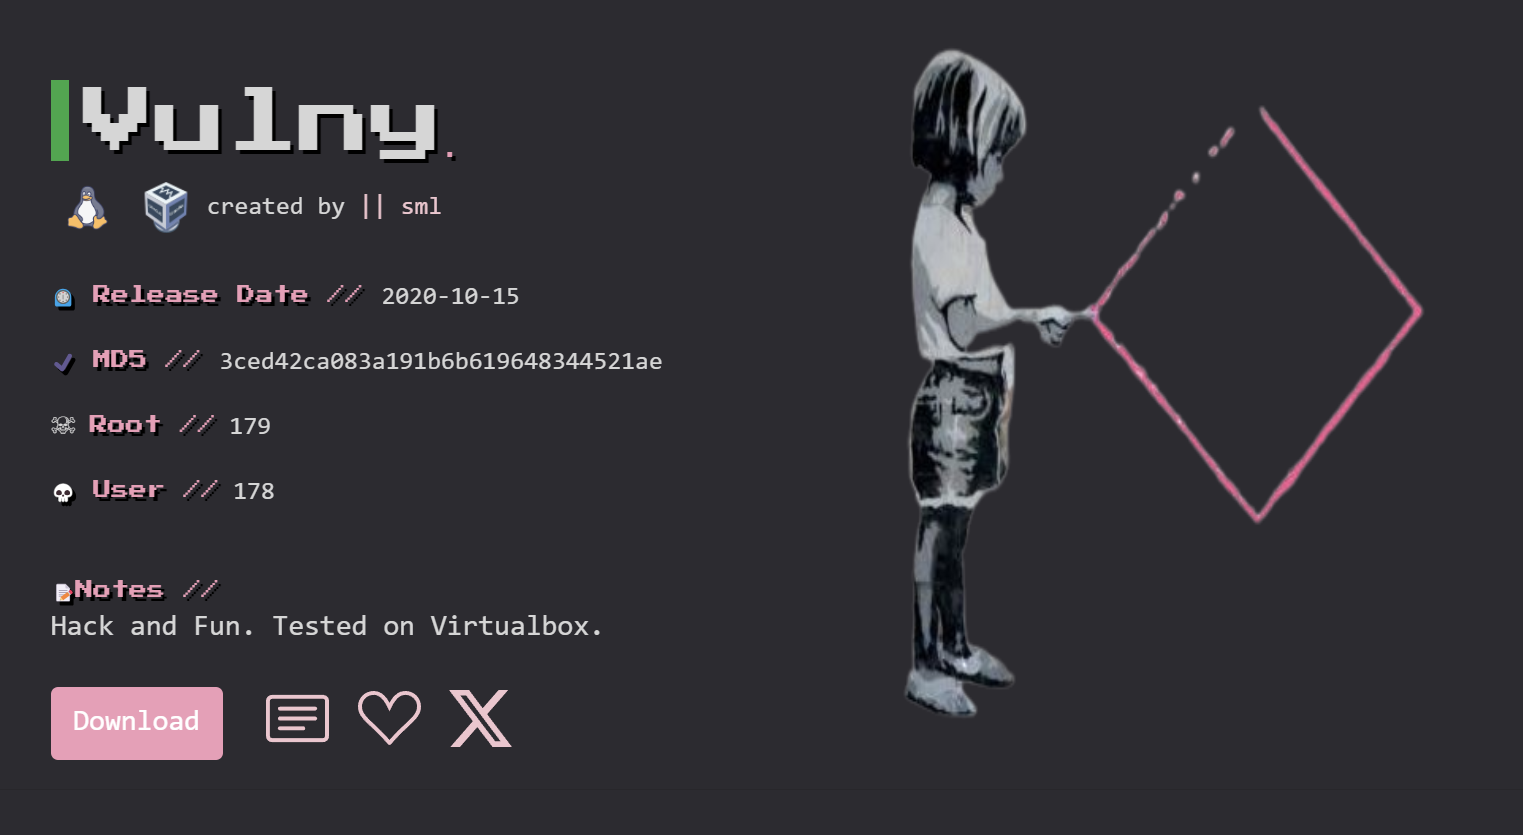 Vulny.
created by || sml
Release Date // 2020-10-15
MD5 // 3ced42ca083a191b6b619648344521ae
Root // 179
User // 178
Notes //
Hack and Fun. Tested on Virtualbox.
Download